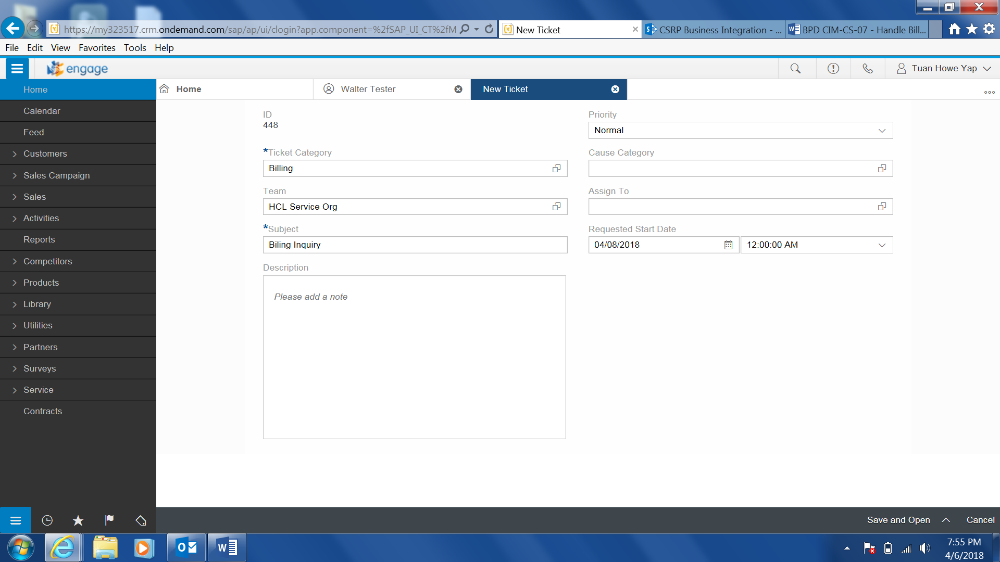 https://my323517.crm.ondemand.com/sap/ap/ui/clogin?app.component=%2fSAP_UI_CT%2fM
New Ticket
CSRP Business Integration - ...
BPD CIM-CS-07 - Handle Bill...
File Edit View Favorites Tools Help
engage
Tuan Howe Yap
Home
Calendar
Feed
Customers
Sales Campaign
Sales
Activities
Reports
Competitors
Products
Library
Utilities
Partners
Surveys
Service
Contracts
Home
Walter Tester
New Ticket
ID
448
Priority
Normal
*Ticket Category
Billing
Cause Category
Team
HCL Service Org
Assign To
*Subject
Biling Inquiry
Requested Start Date
04/08/2018
12:00:00 AM
Description
Please add a note
Save and Open
Cancel
7:55 PM
4/6/2018